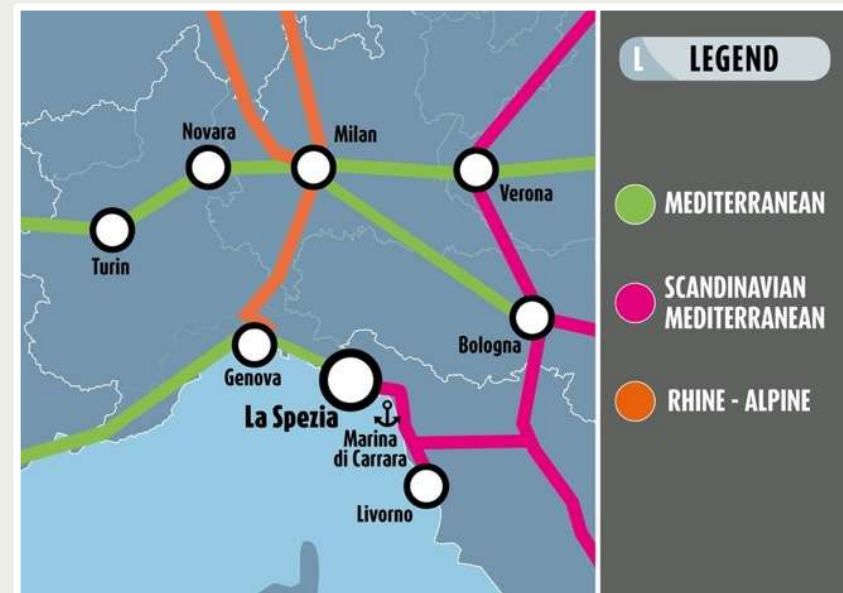 Novara
Milan
Verona
Turin
Genova
La Spezia
Marina
di Carrara
Livorno
Bologna
L LEGEND
MEDITERRANEAN
SCANDINAVIAN
MEDITERRANEAN
RHINE - ALPINE